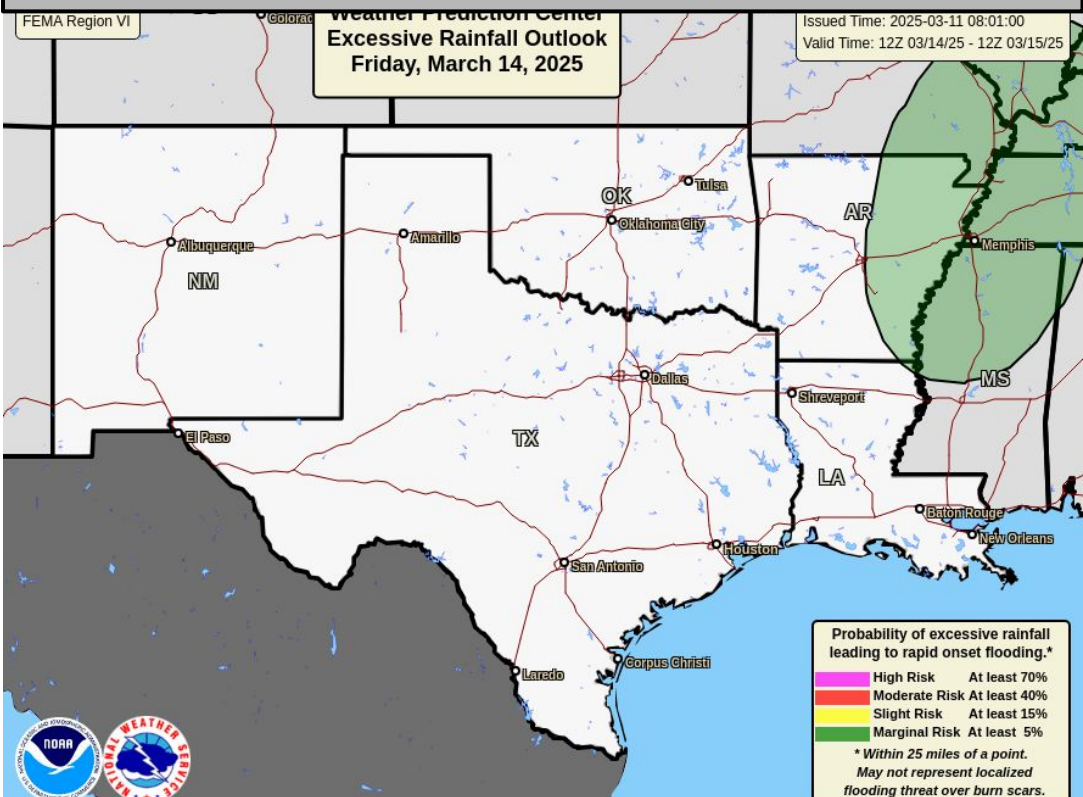 FEMA Region VI
Weather Prediction Center
Excessive Rainfall Outlook
Friday, March 14, 2025
Issued Time: 2025-03-11 08:01:00
Valid Time: 12Z 03/14/25 - 12Z 03/15/25
Colorad
Tulsa
OK
Oklahoma City
AR
Albuquerque
Amarillo
Memphis
NM
Dallas
MS
Shreveport
El Paso
TX
LA
Baton Rouge
New Orleans
Houston
San Antonio
Corpus Christi
Laredo
Probability of excessive rainfall
leading to rapid onset flooding.*
High Risk At least 70%
Moderate Risk At least 40%
Slight Risk At least 15%
Marginal Risk At least 5%
* Within 25 miles of a point.
May not represent localized
flooding threat over burn scars.
NOAA
NATIONAL WEATHER SERVICE